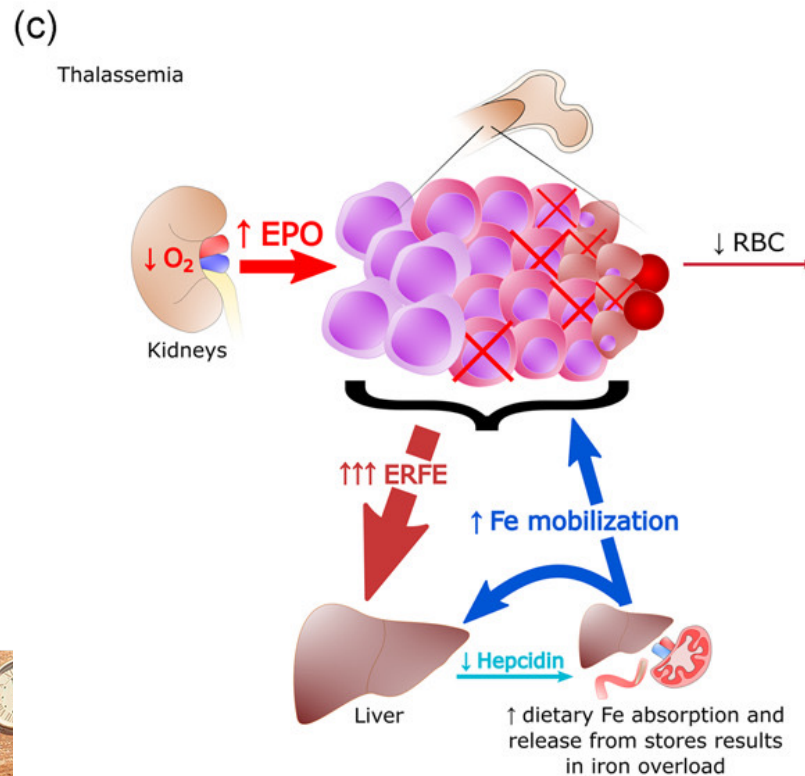 (c)
Thalassemia
↑ EPO
↓ O₂
Kidneys
↓ RBC
↑↑↑ ERFE
↑ Fe mobilization
↓ Hepcidin
Liver
↑ dietary Fe absorption and
release from stores results
in iron overload